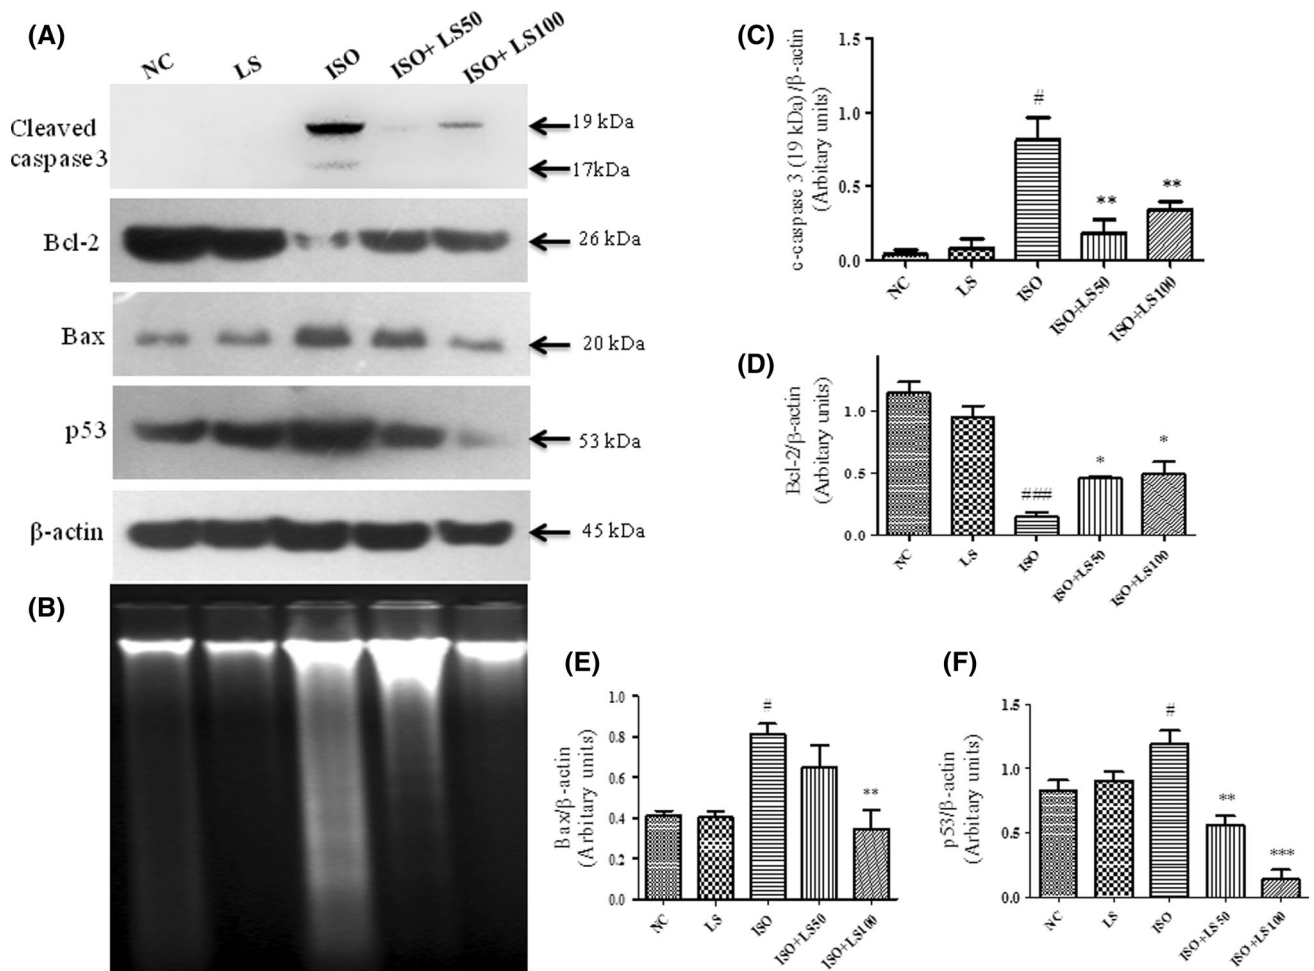 (A)
NC LS ISO ISO+ LS50 ISO+ LS100
Cleaved
caspase 3
19 kDa
17kDa
Bcl-2
26 kDa
Bax
20 kDa
p53
53 kDa
β-actin
45 kDa
(B)
(C)
c-caspase 3 (19 kDa) /β-actin
(Arbitary units)
1.5
1.0
0.5
0.0
#
**
**
NC LS ISO ISO+LS50 ISO+LS100
(D)
Bcl-2/β-actin
(Arbitary units)
1.0
0.5
0.0
###
*
*
NC LS ISO ISO+LS50 ISO+LS100
(E)
Bax/β-actin
(Arbitary units)
1.0
0.8
0.6
0.4
0.2
0.0
#
**
NC LS ISO ISO+LS50 ISO+LS100
(F)
p53/β-actin
(Arbitary units)
1.5
1.0
0.5
0.0
#
**
***
NC LS ISO ISO+LS50 ISO+LS100